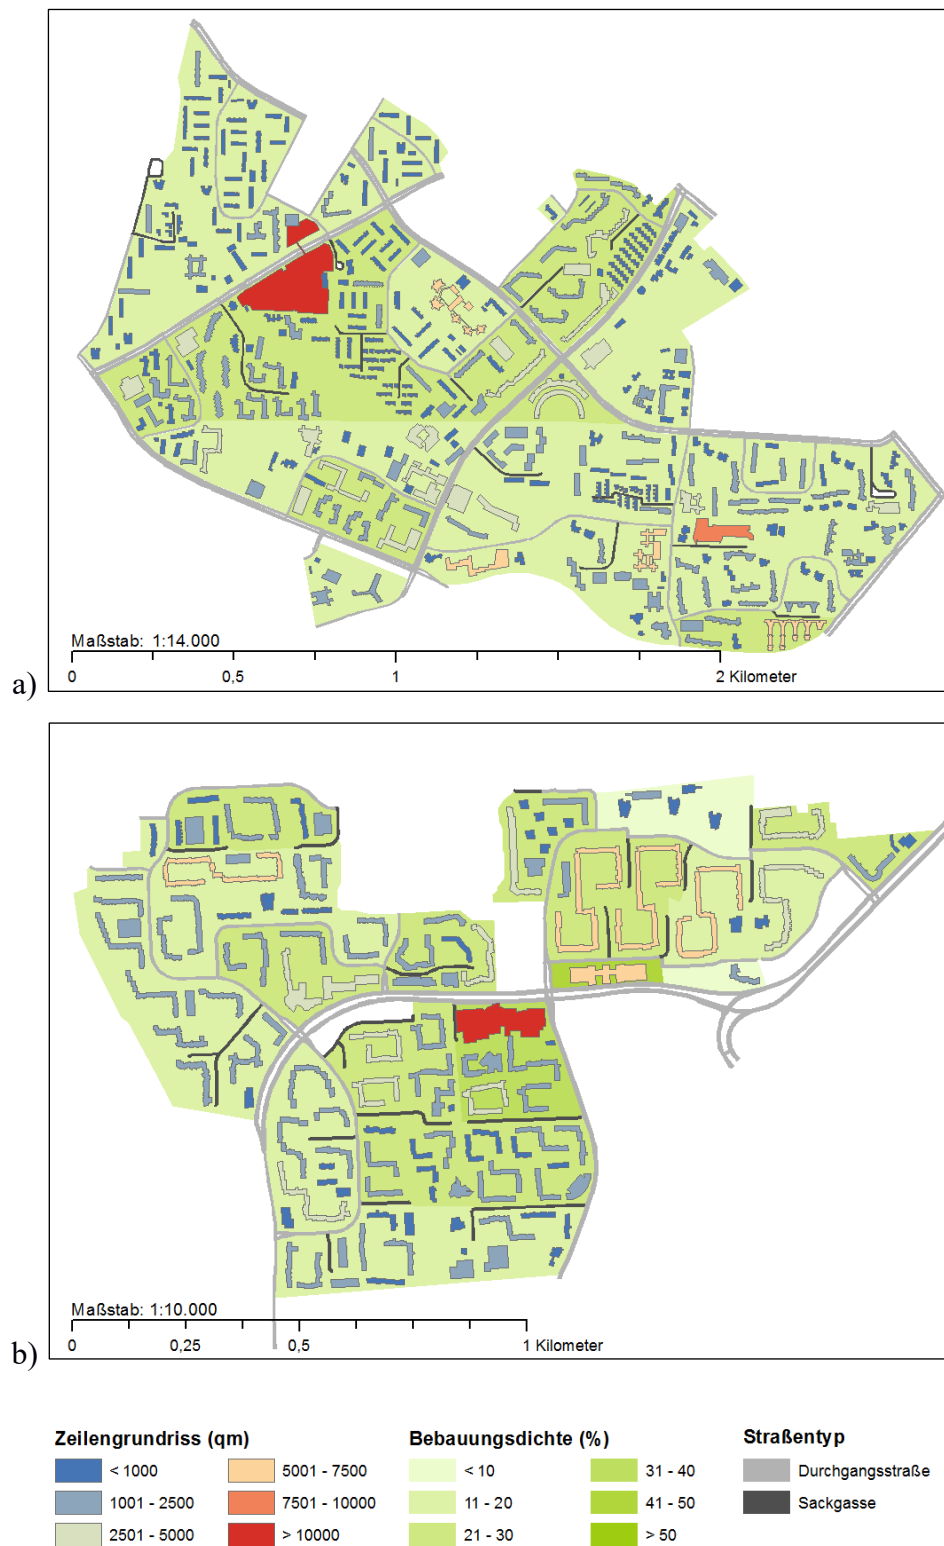 Maßstab: 1:14.000
0 0,5 1 2 Kilometer
a)
Maßstab: 1:10.000
0 0,25 0,5 1 Kilometer
b)
Zeilengrundriss (qm) Bebauungsdichte (%) Straßentyp
< 1000 5001 - 7500 < 10 31 - 40 Durchgangsstraße
1001 - 2500 7501 - 10000 11 - 20 41 - 50 Sackgasse
2501 - 5000 > 10000 21 - 30 > 50